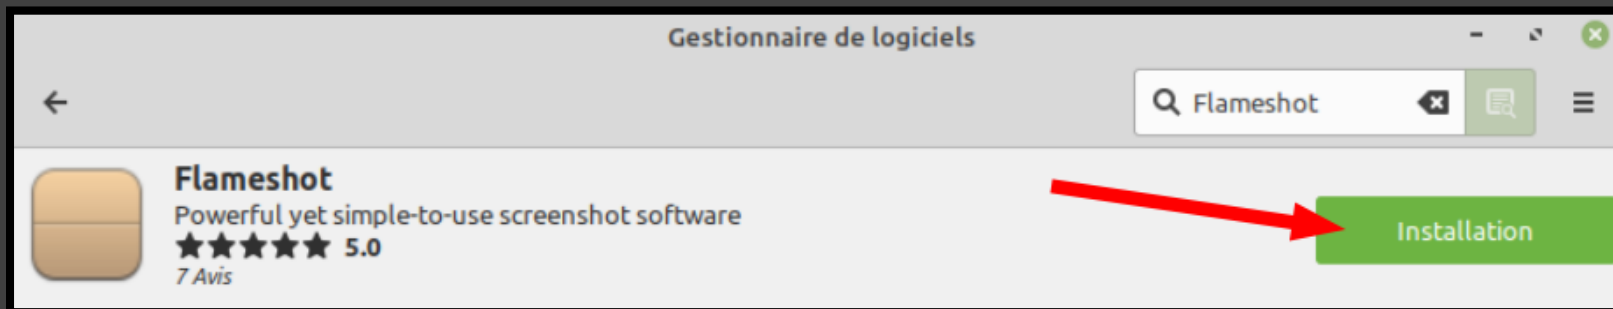 Gestionnaire de logiciels
Flameshot
Flameshot
Powerful yet simple-to-use screenshot software
5.0
7 Avis
Installation